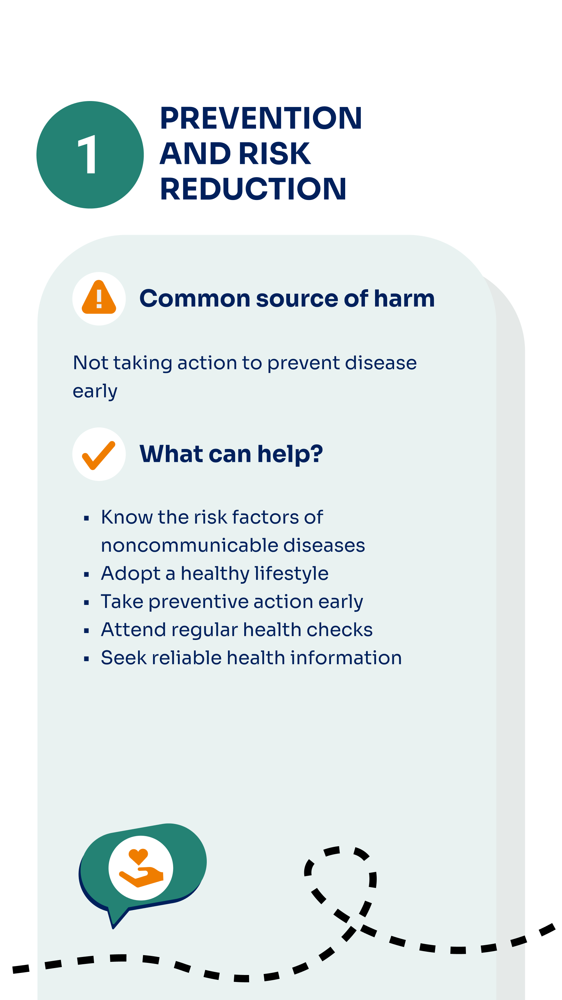 1
PREVENTION
AND RISK
REDUCTION
Common source of harm
Not taking action to prevent disease
early
What can help?
▪ Know the risk factors of
noncommunicable diseases
▪ Adopt a healthy lifestyle
▪ Take preventive action early
▪ Attend regular health checks
▪ Seek reliable health information